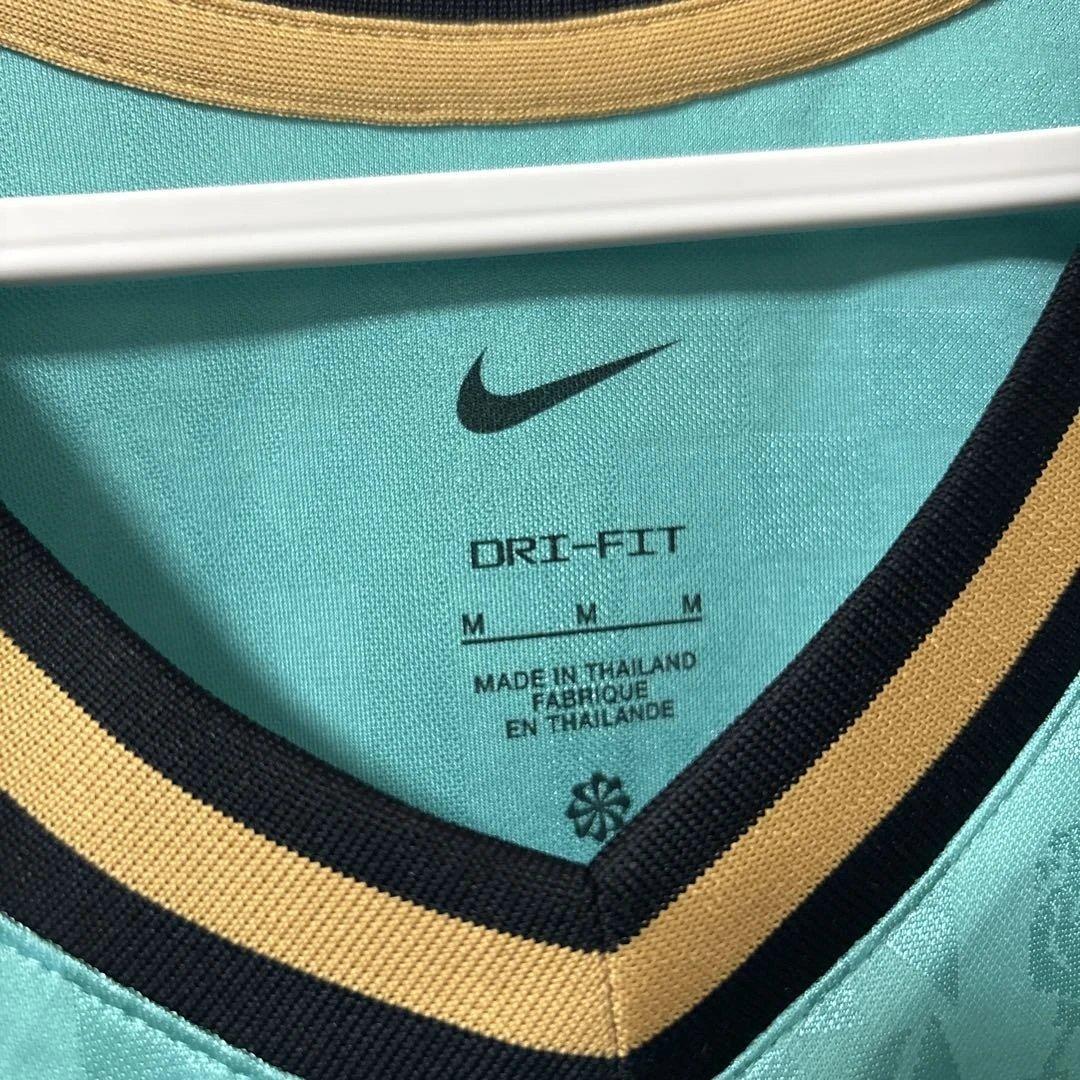 DRI-FIT
M M M
MADE IN THAILAND
FABRIQUE
EN THAILANDE